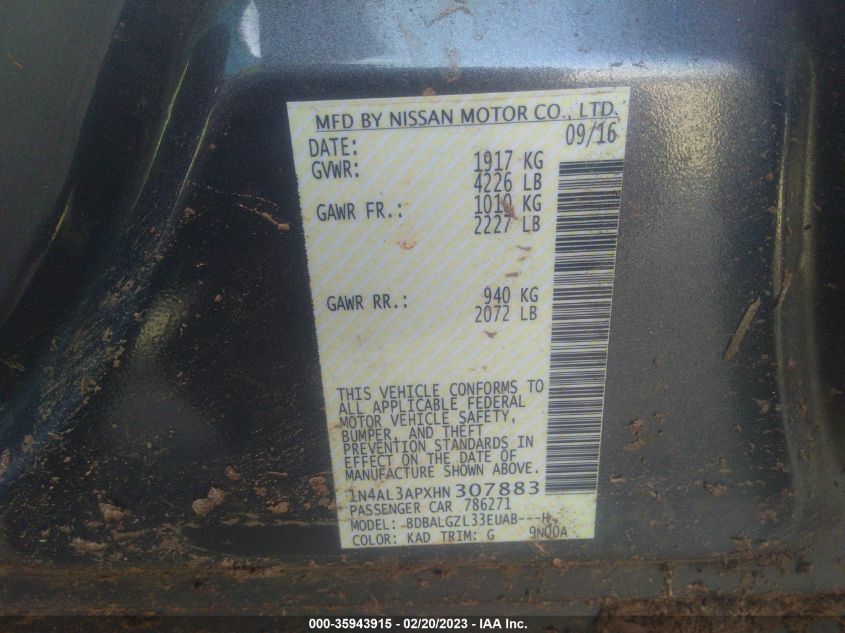 MFD BY NISSAN MOTOR CO., LTD.
DATE: 09/16
GVWR: 1917 KG
4226 LB
GAWR FR.: 1010 KG
2227 LB
GAWR RR.: 940 KG
2072 LB
THIS VEHICLE CONFORMS TO
ALL APPLICABLE FEDERAL
MOTOR VEHICLE SAFETY,
BUMPER, AND THEFT
PREVENTION STANDARDS IN
EFFECT ON THE DATE OF
MANUFACTURE SHOWN ABOVE.
1N4AL3APXHN307883
PASSENGER CAR 786271
MODEL: BDBALGZL33EUAB---H
COLOR: KAD TRIM: G 9N00A
000-35943915 — 02/20/2023 — IAA Inc.